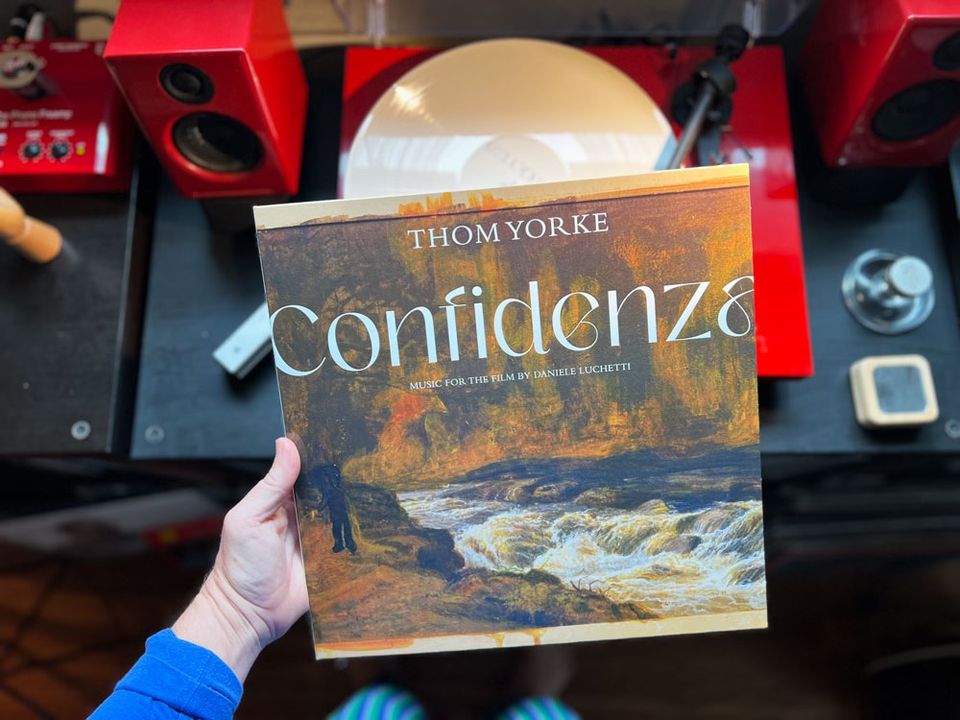 THOM YORKE
Confidenza
MUSIC FOR THE FILM BY DANIELE LUCHETTI